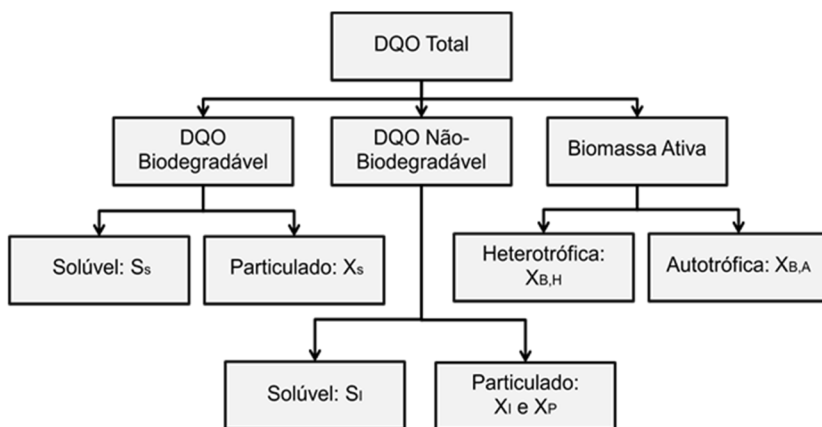 DQO Total
DQO
Biodegradável
DQO Não-
Biodegradável
Biomassa Ativa
Solúvel: Ss
Particulado: Xs
Heterotrófica:
XB,H
Autotrófica: XB,A
Solúvel: SI
Particulado:
XI e XP